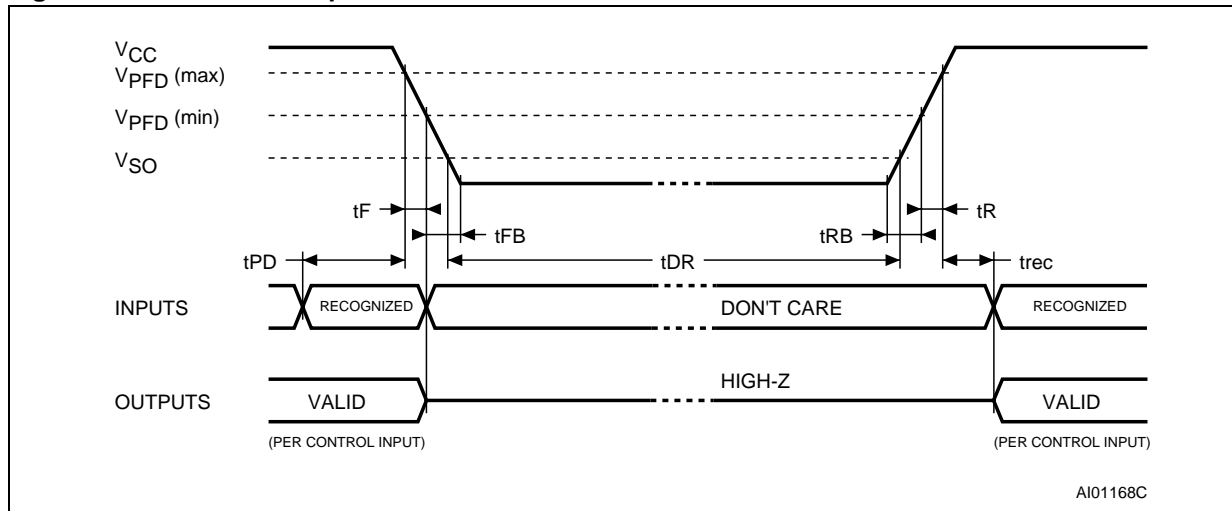 VCC
VPFD (max)
VPFD (min)
VSO
tF
tFB
tR
tRB
tPD
tDR
trec
INPUTS
RECOGNIZED
DON'T CARE
RECOGNIZED
HIGH-Z
OUTPUTS
VALID
VALID
(PER CONTROL INPUT)
(PER CONTROL INPUT)
AI01168C